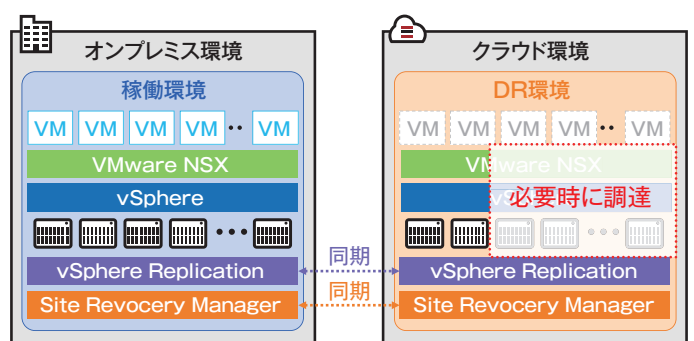 オンプレミス環境
稼働環境
VM VM VM VM VM
VMware NSX
vSphere
vSphere Replication
Site Revocery Manager
同期
同期
クラウド環境
DR環境
VM VM VM VM VM
VMware NSX
vSphere
必要時に調達
vSphere Replication
Site Revocery Manager